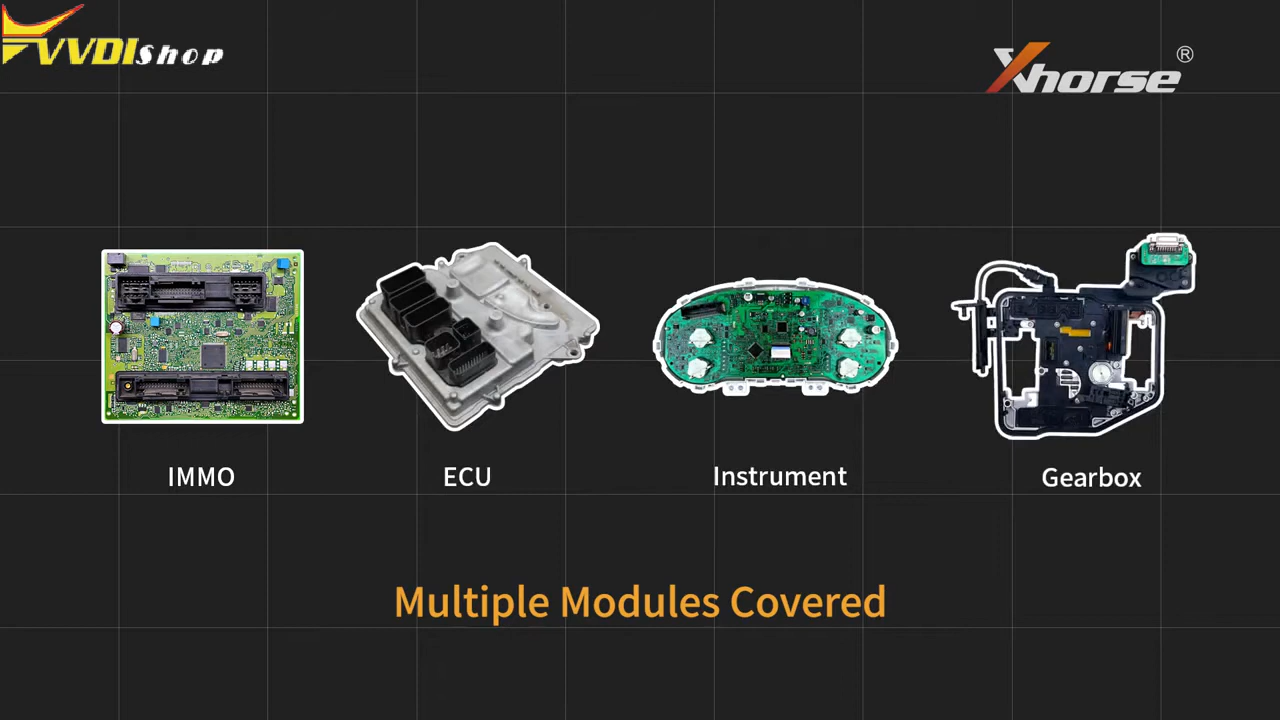 VVDIShop
Xhorse®
IMMO
ECU
Instrument
Gearbox
Multiple Modules Covered